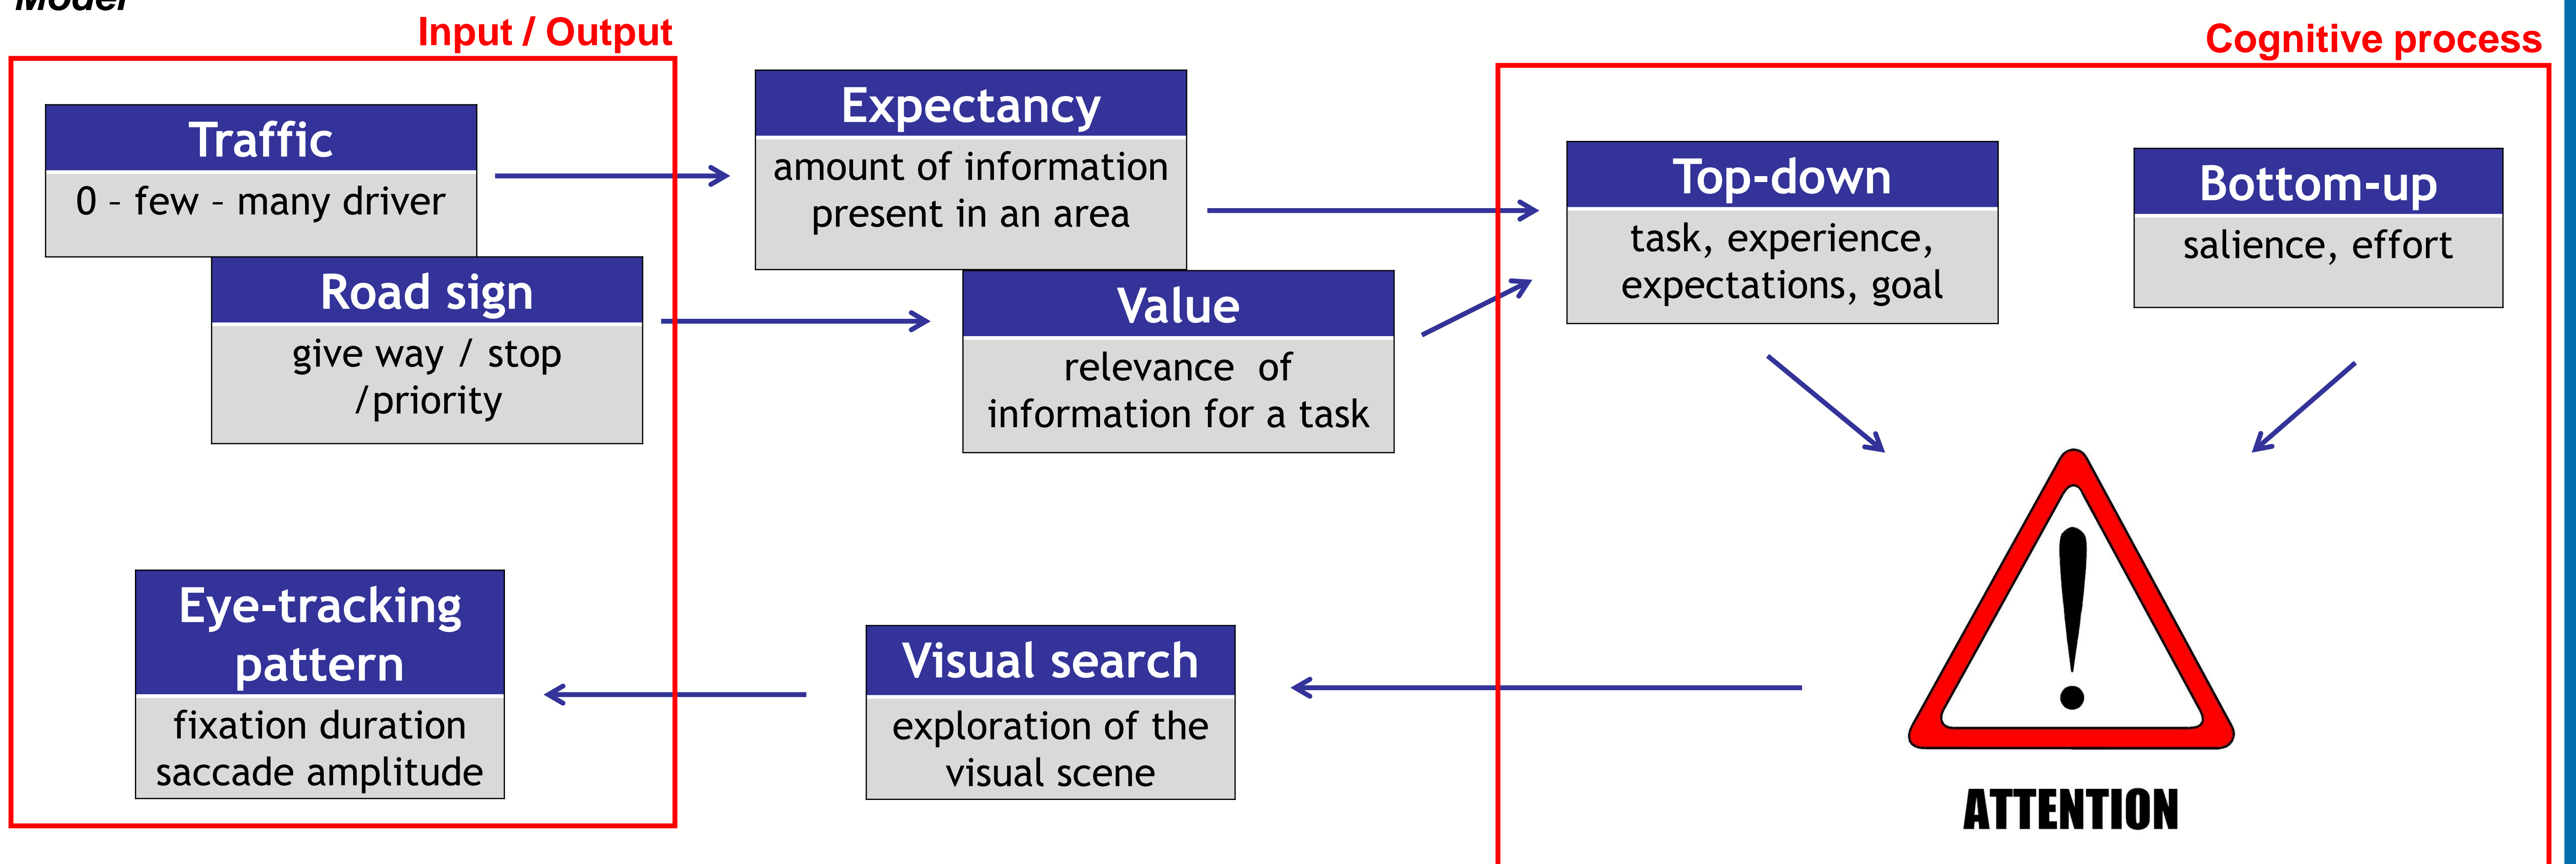 Model
Input / Output
Cognitive process
Traffic
0 – few – many driver
Road sign
give way / stop
/priority
Expectancy
amount of information
present in an area
Value
relevance  of
information for a task
Top-down
task, experience,
expectations, goal
Bottom-up
salience, effort
Eye-tracking
pattern
fixation duration
saccade amplitude
Visual search
exploration of the
visual scene
!
ATTENTION